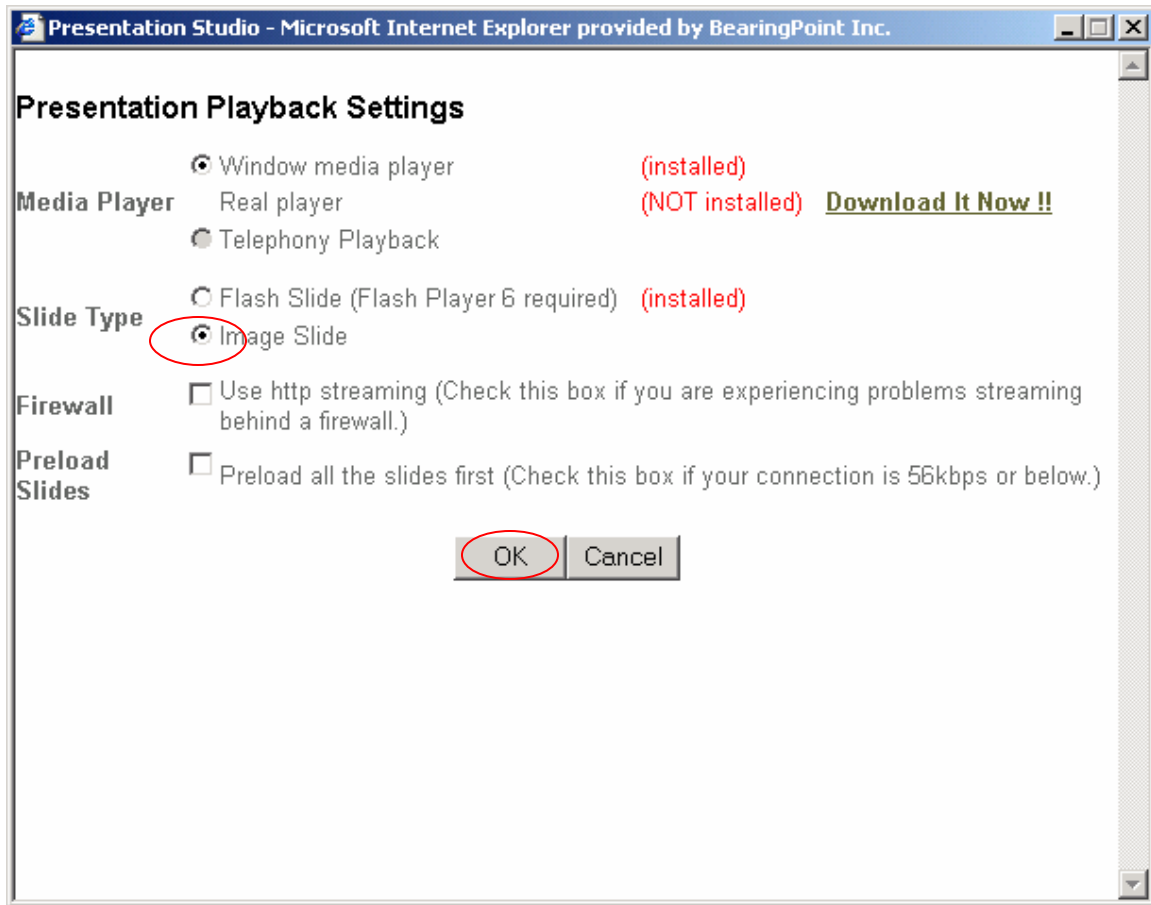 Presentation Studio - Microsoft Internet Explorer provided by BearingPoint Inc.
Presentation Playback Settings
Media Player
Window media player (installed)
Real player (NOT installed) Download It Now !!
Telephony Playback
Slide Type
Flash Slide (Flash Player 6 required) (installed)
Image Slide
Firewall
Use http streaming (Check this box if you are experiencing problems streaming
behind a firewall.)
Preload
Slides
Preload all the slides first (Check this box if your connection is 56kbps or below.)
OK Cancel